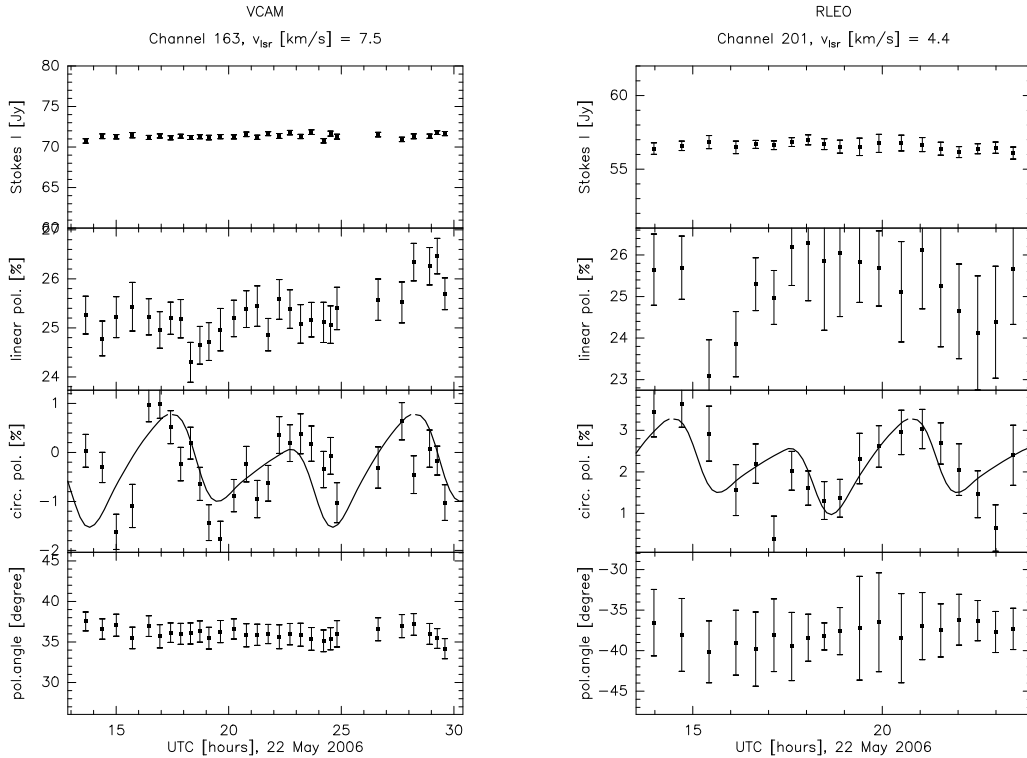 VCAM
Channel 163, v_lsr [km/s] = 7.5
Stokes I [Jy]
80
75
70
65
60
linear pol. [%]
27
26
25
24
circ. pol. [%]
1
0
−1
−2
pol.angle [degree]
45
40
35
30
15
20
25
30
UTC [hours], 22 May 2006
RLEO
Channel 201, v_lsr [km/s] = 4.4
Stokes I [Jy]
60
55
linear pol. [%]
26
25
24
23
circ. pol. [%]
3
2
1
pol.angle [degree]
−30
−35
−40
−45
15
20
UTC [hours], 22 May 2006